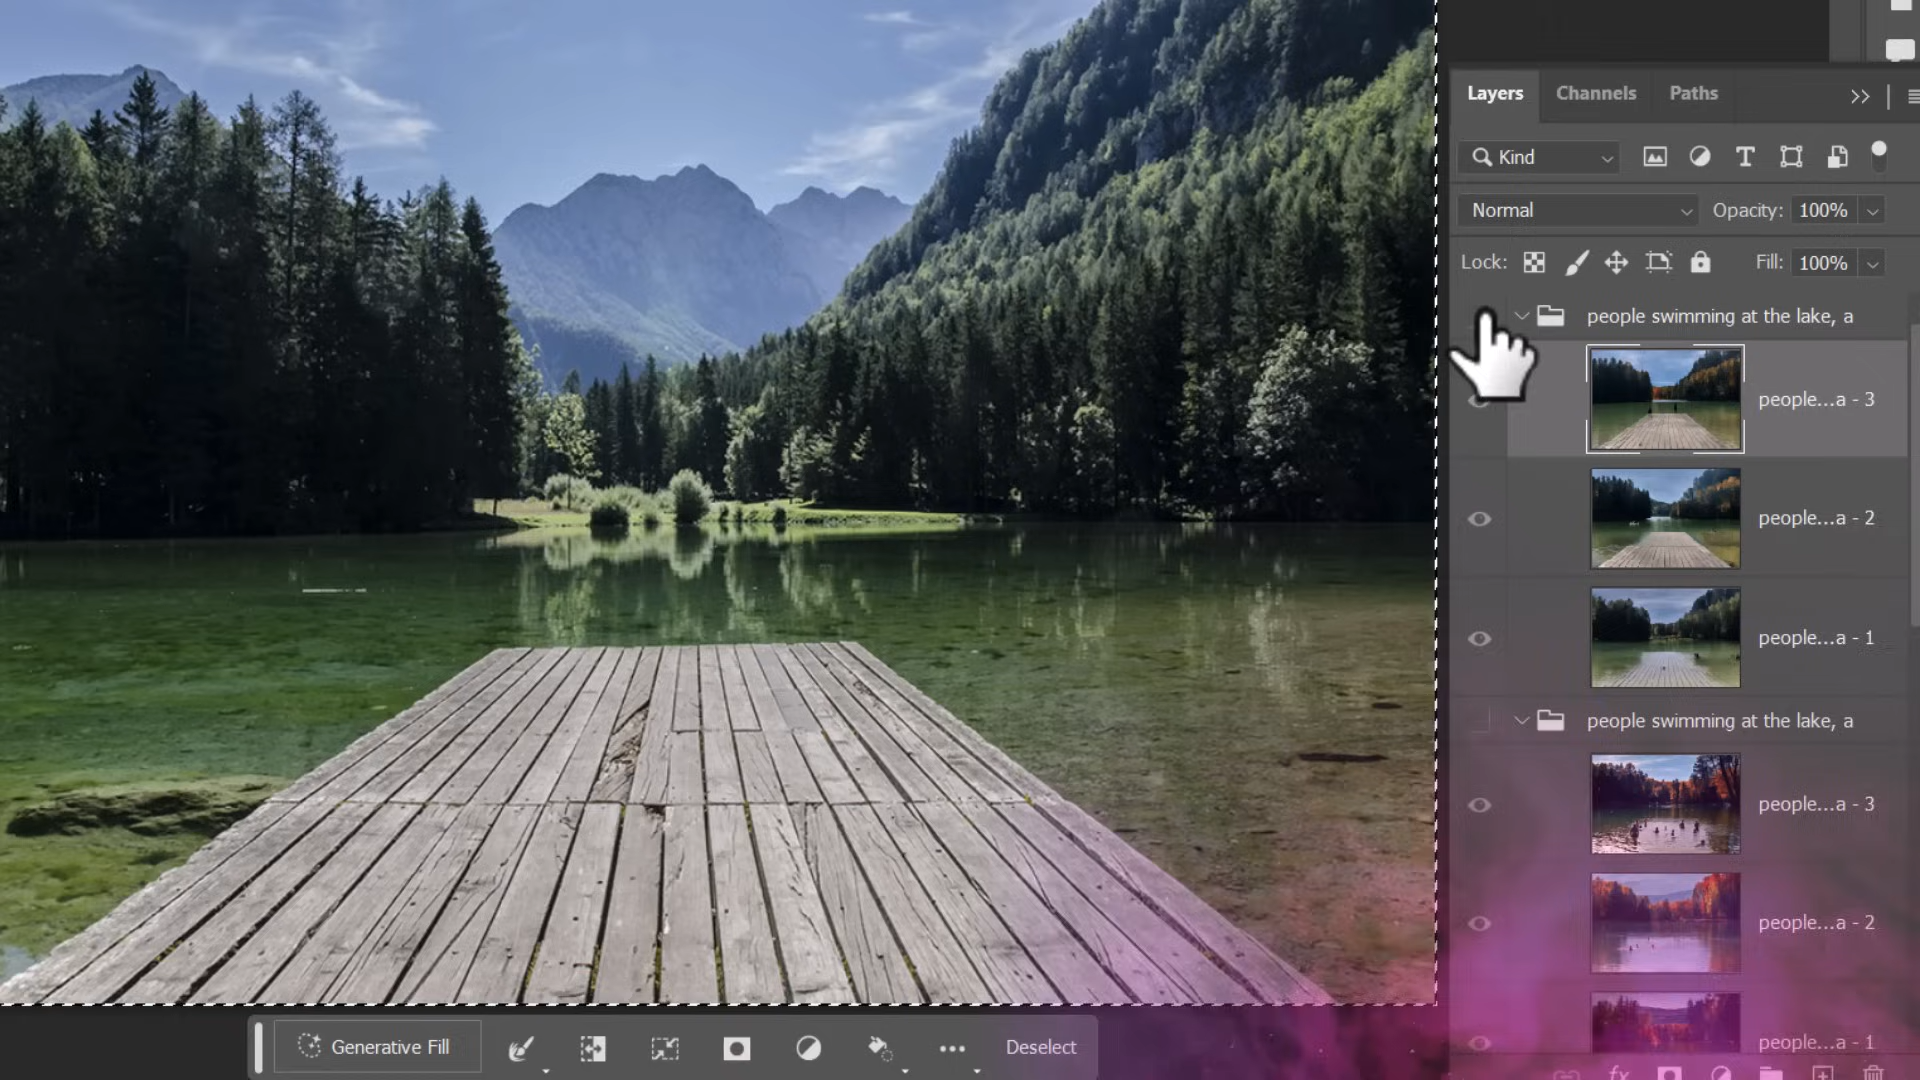 Layers Channels Paths
Kind
Normal Opacity: 100%
Lock: Fill: 100%
people swimming at the lake, a
people...a - 3
people...a - 2
people...a - 1
people swimming at the lake, a
people...a - 3
people...a - 2
people...a - 1
fx
Generative Fill Deselect